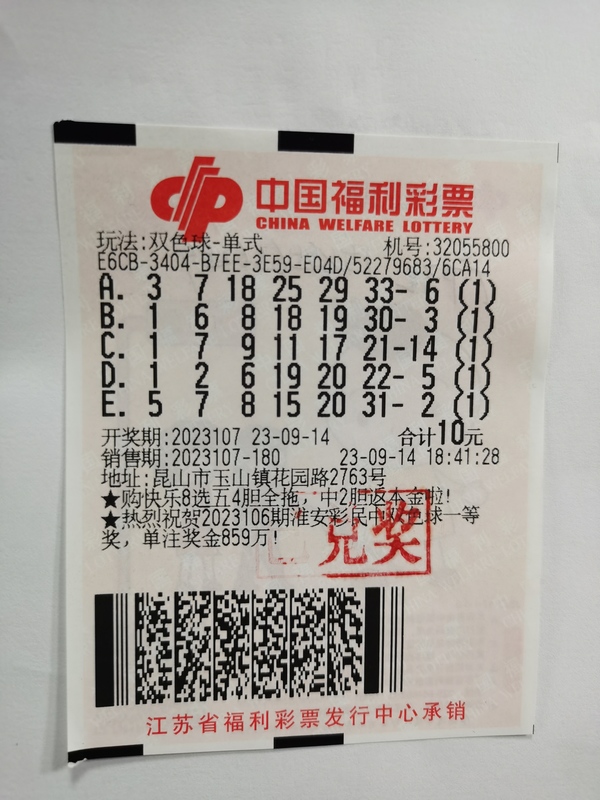 中国福利彩票
CHINA WELFARE LOTTERY
玩法:双色球-单式 机号:32055800
E6CB-3404-B7EE-3E59-E04D/52279683/6CA14
A. 3 7 18 25 29 33- 6 (1)
B. 1 6 8 18 19 30- 3 (1)
C. 1 7 9 11 17 21-14 (1)
D. 1 2 6 19 20 22- 5 (1)
E. 5 7 8 15 20 31- 2 (1)
开奖期:2023107 23-09-14 合计10元
销售期:2023107-180 23-09-14 18:41:28
地址:昆山市玉山镇花园路2763号
★购快乐8选五4胆全拖,中2胆返本金啦!
★热烈祝贺2023106期淮安彩民中双色球一等
奖,单注奖金859万!
兑奖
江苏省福利彩票发行中心承销